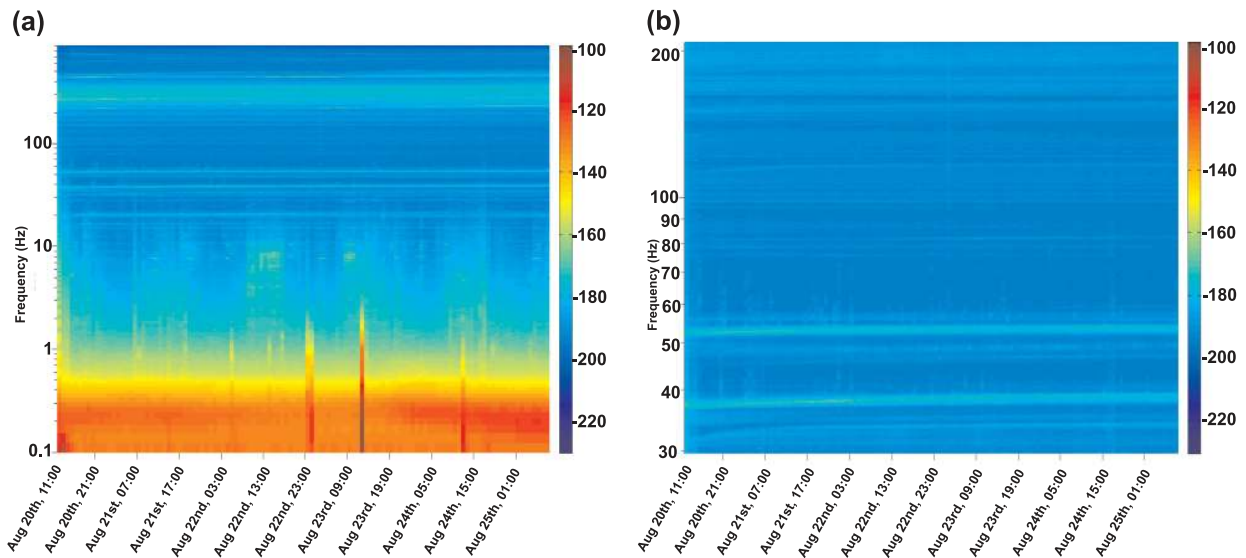 (a)
(b)
Frequency (Hz)
100
10
1
0.1
-100
-120
-140
-160
-180
-200
-220
Aug 20th, 11:00
Aug 20th, 21:00
Aug 21st, 07:00
Aug 21st, 17:00
Aug 22nd, 03:00
Aug 22nd, 13:00
Aug 22nd, 23:00
Aug 23rd, 09:00
Aug 23rd, 19:00
Aug 24th, 05:00
Aug 24th, 15:00
Aug 25th, 01:00
Frequency (Hz)
200
100
90
80
70
60
50
40
30
-100
-120
-140
-160
-180
-200
-220
Aug 20th, 11:00
Aug 20th, 21:00
Aug 21st, 07:00
Aug 21st, 17:00
Aug 22nd, 03:00
Aug 22nd, 13:00
Aug 22nd, 23:00
Aug 23rd, 09:00
Aug 23rd, 19:00
Aug 24th, 05:00
Aug 24th, 15:00
Aug 25th, 01:00